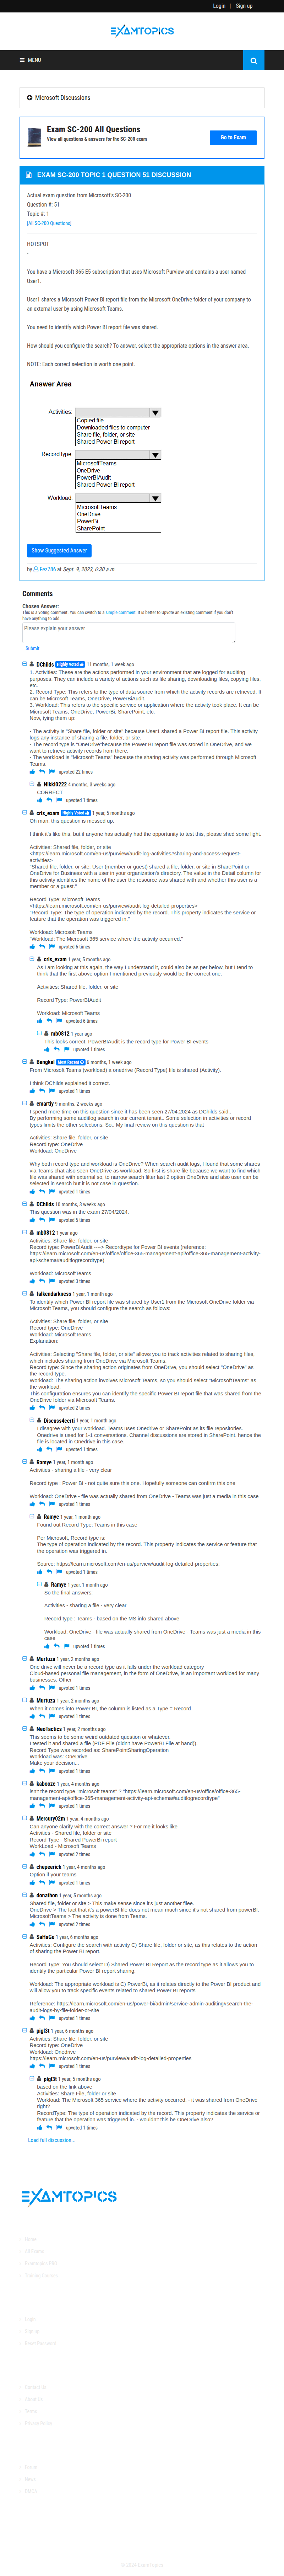 Login | Sign up
EXAMTOPICS
MENU
Microsoft Discussions
Exam SC-200 All Questions
View all questions & answers for the SC-200 exam
Go to Exam
EXAM SC-200 TOPIC 1 QUESTION 51 DISCUSSION
Actual exam question from Microsoft's SC-200
Question #: 51
Topic #: 1
[All SC-200 Questions]
HOTSPOT
-
You have a Microsoft 365 E5 subscription that uses Microsoft Purview and contains a user named
User1.
User1 shares a Microsoft Power BI report file from the Microsoft OneDrive folder of your company to
an external user by using Microsoft Teams.
You need to identify which Power BI report file was shared.
How should you configure the search? To answer, select the appropriate options in the answer area.
NOTE: Each correct selection is worth one point.
Answer Area
Activities:
Copied file
Downloaded files to computer
Share file, folder, or site
Shared Power BI report
Record type:
MicrosoftTeams
OneDrive
PowerBiAudit
Shared Power BI report
Workload:
MicrosoftTeams
OneDrive
PowerBi
SharePoint
Show Suggested Answer
by Fez786 at Sept. 9, 2023, 6:30 a.m.
Comments
Chosen Answer:
This is a voting comment. You can switch to a simple comment. It is better to Upvote an existing comment if you don't
have anything to add.
Please explain your answer
Submit
DChilds Highly Voted 11 months, 1 week ago
1. Activities: These are the actions performed in your environment that are logged for auditing
purposes. They can include a variety of actions such as file sharing, downloading files, copying files,
etc.
2. Record Type: This refers to the type of data source from which the activity records are retrieved. It
can be Microsoft Teams, OneDrive, PowerBIAudit,
3. Workload: This refers to the specific service or application where the activity took place. It can be
Microsoft Teams, OneDrive, PowerBi, SharePoint, etc.
Now, tying them up.
- The activity is "Share file, folder or site" because User1 shared a Power BI report file. This activity
logs any instance of sharing a file, folder, or site.
- The record type is "OneDrive"because the Power BI report file was stored in OneDrive, and we
want to retrieve activity records from there.
- The workload is "Microsoft Teams" because the sharing activity was performed through Microsoft
Teams.
upvoted 22 times
Nikki0222 4 months, 3 weeks ago
CORRECT
upvoted 1 times
cris_exam Highly Voted 1 year, 5 months ago
Oh man, this question is messed up.
I think it's like this, but if anyone has actually had the opportunity to test this, please shed some light.
Activities: Shared file, folder, or site
<https://learn.microsoft.com/en-us/purview/audit-log-activities#sharing-and-access-request-
activities>
"Shared file, folder, or site: User (member or guest) shared a file, folder, or site in SharePoint or
OneDrive for Business with a user in your organization's directory. The value in the Detail column for
this activity identifies the name of the user the resource was shared with and whether this user is a
member or a guest."
Record Type: Microsoft Teams
<https://learn.microsoft.com/en-us/purview/audit-log-detailed-properties>
"Record Type: The type of operation indicated by the record. This property indicates the service or
feature that the operation was triggered in."
Workload: Microsoft Teams
"Workload: The Microsoft 365 service where the activity occurred."
upvoted 6 times
cris_exam 1 year, 5 months ago
As I am looking at this again, the way I understand it, could also be as per below, but I tend to
think that the first above option I mentioned previously would be the correct one.
Activities: Shared file, folder, or site
Record Type: PowerBIAudit
Workload: Microsoft Teams
upvoted 6 times
mb0812 1 year ago
This looks correct. PowerBIAudit is the record type for Power BI events
upvoted 1 times
Bengkel Most Recent 6 months, 1 week ago
From Microsoft Teams (workload) a onedrive (Record Type) file is shared (Activity).
I think DChilds explained it correct.
upvoted 1 times
emartiy 9 months, 2 weeks ago
I spend more time on this question since it has been seen 27/04 2024 as DChilds said,.
By performing some auditing search in our current tenant.. Some selection in activities or record
types limit the other selections. So.. My final review on this question is that
Activities: Share file, folder, or site
Record type: OneDrive
Workload: OneDrive
Why both record type and workload is OneDrive? When search audit logs, I found that some shares
via Teams chat also seen OneDrive as workload. So first step is share file because we want to find
which file was shared with external, so, to narrow search filter last 2 option OneDrive and also user can
be select in search but it is not case in question.
upvoted 1 times
DChilds 10 months, 3 weeks ago
This question was in the exam 27/04/2024.
upvoted 5 times
mb0812 1 year ago
Activities: Share file, folder, or site
Record type: PowerBIAudit ----> Recordtype for Power BI events (reference:
https://learn.microsoft.com/en-us/office/office-365-management-api/office-365-management-activity-
api-schema#auditlogrecordtype)
Workload: MicrosoftTeams
upvoted 3 times
falkendarkness 1 year, 1 month ago
To identify which Power BI report file was shared by User1 from the Microsoft OneDrive folder via
Microsoft Teams, you should configure the search as follows:
Activities: Share file, folder, or site
Record type: OneDrive
Workload: MicrosoftTeams
Explanation:
Activities: Selecting "Share file, folder, or site" allows you to track activities related to sharing files,
which includes sharing from OneDrive via Microsoft Teams.
Record type: Since the sharing action originates from OneDrive, you should select "OneDrive" as
the record type.
Workload: The sharing action involves Microsoft Teams, so you should select "MicrosoftTeams" as
the workload.
This configuration ensures you can identify the specific Power BI report file that was shared from the
OneDrive folder via Microsoft Teams.
upvoted 2 times
Discuss4certi 1 year, 1 month ago
I disagree with your workload. Teams uses Onedrive or SharePoint as its file repositories.
Onedrive is used for 1-1 conversations. Channel discussions are stored in SharePoint. hence the
file is located in Onedrive in this case.
upvoted 1 times
Ramye 1 year, 1 month ago
Activities - sharing a file - very clear
Record type : Power BI - not quite sure this one. Hopefully someone can confirm this one
Workload: OneDrive - file was actually shared from OneDrive - Teams was just a media in this case
upvoted 1 times
Ramye 1 year, 1 month ago
Found out Record Type: Teams in this case
Per Microsoft, Record type is:
The type of operation indicated by the record. This property indicates the service or feature that
the operation was triggered in.
Source: https://learn.microsoft.com/en-us/purview/audit-log-detailed-properties.
upvoted 1 times
Ramye 1 year, 1 month ago
So the final answers:
Activities - sharing a file - very clear
Record type : Teams - based on the MS info shared above
Workload: OneDrive - file was actually shared from OneDrive - Teams was just a media in this
case
upvoted 1 times
Murtuza 1 year, 2 months ago
One drive will never be a record type as it falls under the workload category
Cloud-based personal file management, in the form of OneDrive, is an important workload for many
businesses. Other
upvoted 1 times
Murtuza 1 year, 2 months ago
When it comes into Power BI, the column is listed as a Type = Record
upvoted 1 times
NeoTactics 1 year, 2 months ago
This seems to be some weird outdated question or whatever.
I tested it and shared a file (PDF File (didn't have PowerBI File at hand)).
Record Type was recorded as: SharePointSharingOperation
Workload was: OneDrive
Make your decision...
upvoted 1 times
kabooze 1 year, 4 months ago
isn't the record type "microsoft teams" ? "https://learn.microsoft.com/en-us/office/office-365-
management-api/office-365-management-activity-api-schema#auditlogrecordtype"
upvoted 1 times
Mercury02m 1 year, 4 months ago
Can anyone clarify with the correct answer ? For me it looks like
Activities - Shared file, folder or site
Record Type - Shared PowerBI report
WorkLoad - Microsoft Teams
upvoted 2 times
chepeerick 1 year, 4 months ago
Option if your teams
upvoted 1 times
donathon 1 year, 5 months ago
Shared file, folder or site > This make sense since it's just another filee.
OneDrive > The fact that it's a powerBI file does not mean much since it's not shared from powerBI.
MicrosoftTeams > The activity is done from Teams.
upvoted 2 times
SaHaGe 1 year, 6 months ago
Activities: Configure the search with activity C) Share file, folder or site, as this relates to the action
of sharing the Power BI report.
Record Type: You should select D) Shared Power BI Report as the record type as it allows you to
identify the particular Power BI report sharing.
Workload: The appropriate workload is C) PowerBi, as it relates directly to the Power BI product and
will allow you to track specific events related to it.
Reference: https://learn.microsoft.com/en-us/power-bi/admin/service-admin-auditing#search-the-
audit-logs-by-file-folder-or-site
upvoted 1 times
pigl3t 1 year, 6 months ago
Activities: Share file, folder, or site
Record type: OneDrive
Workload: Onedrive
https://learn.microsoft.com/en-us/purview/audit-log-detailed-properties
upvoted 1 times
pigl3t 1 year, 5 months ago
based on the link above
Activities: Share File, folder or site
Workload: The Microsoft 365 service where the activity occurred. - it was shared from OneDrive
right?
RecordType: The type of operation indicated by the record. This property indicates the service or
feature that the operation was triggered in. - wouldn't this be OneDrive also?
upvoted 1 times
Load full discussion...
EXAMTOPICS